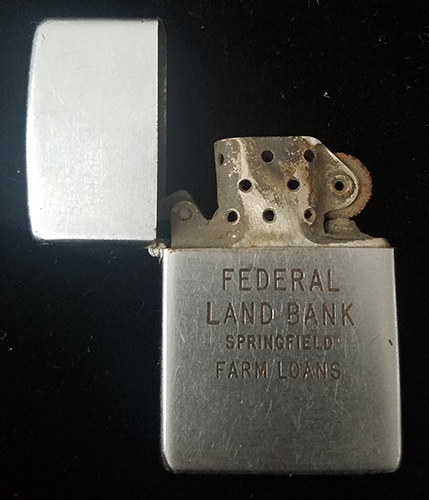 FEDERAL
LAND BANK
SPRINGFIELD
FARM LOANS